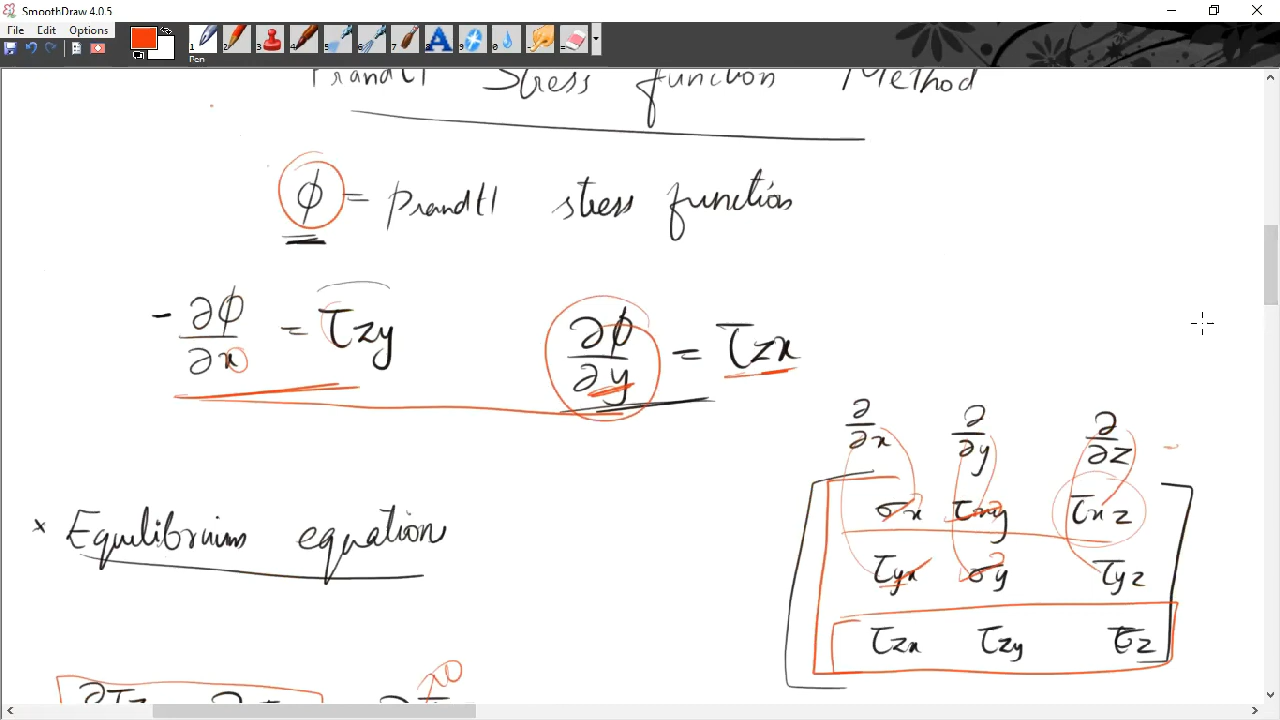 SmoothDraw 4.0.5
File Edit Options
Pen
Prandtl Stress function Method
ϕ = prandtl stress function
- ∂ϕ/∂x = τzy ∂ϕ/∂y = τzx
∂/∂x ∂/∂y ∂/∂z
σx τxy τxz
* Equilibrium equation
τyx σy τyz
τzx τzy σz